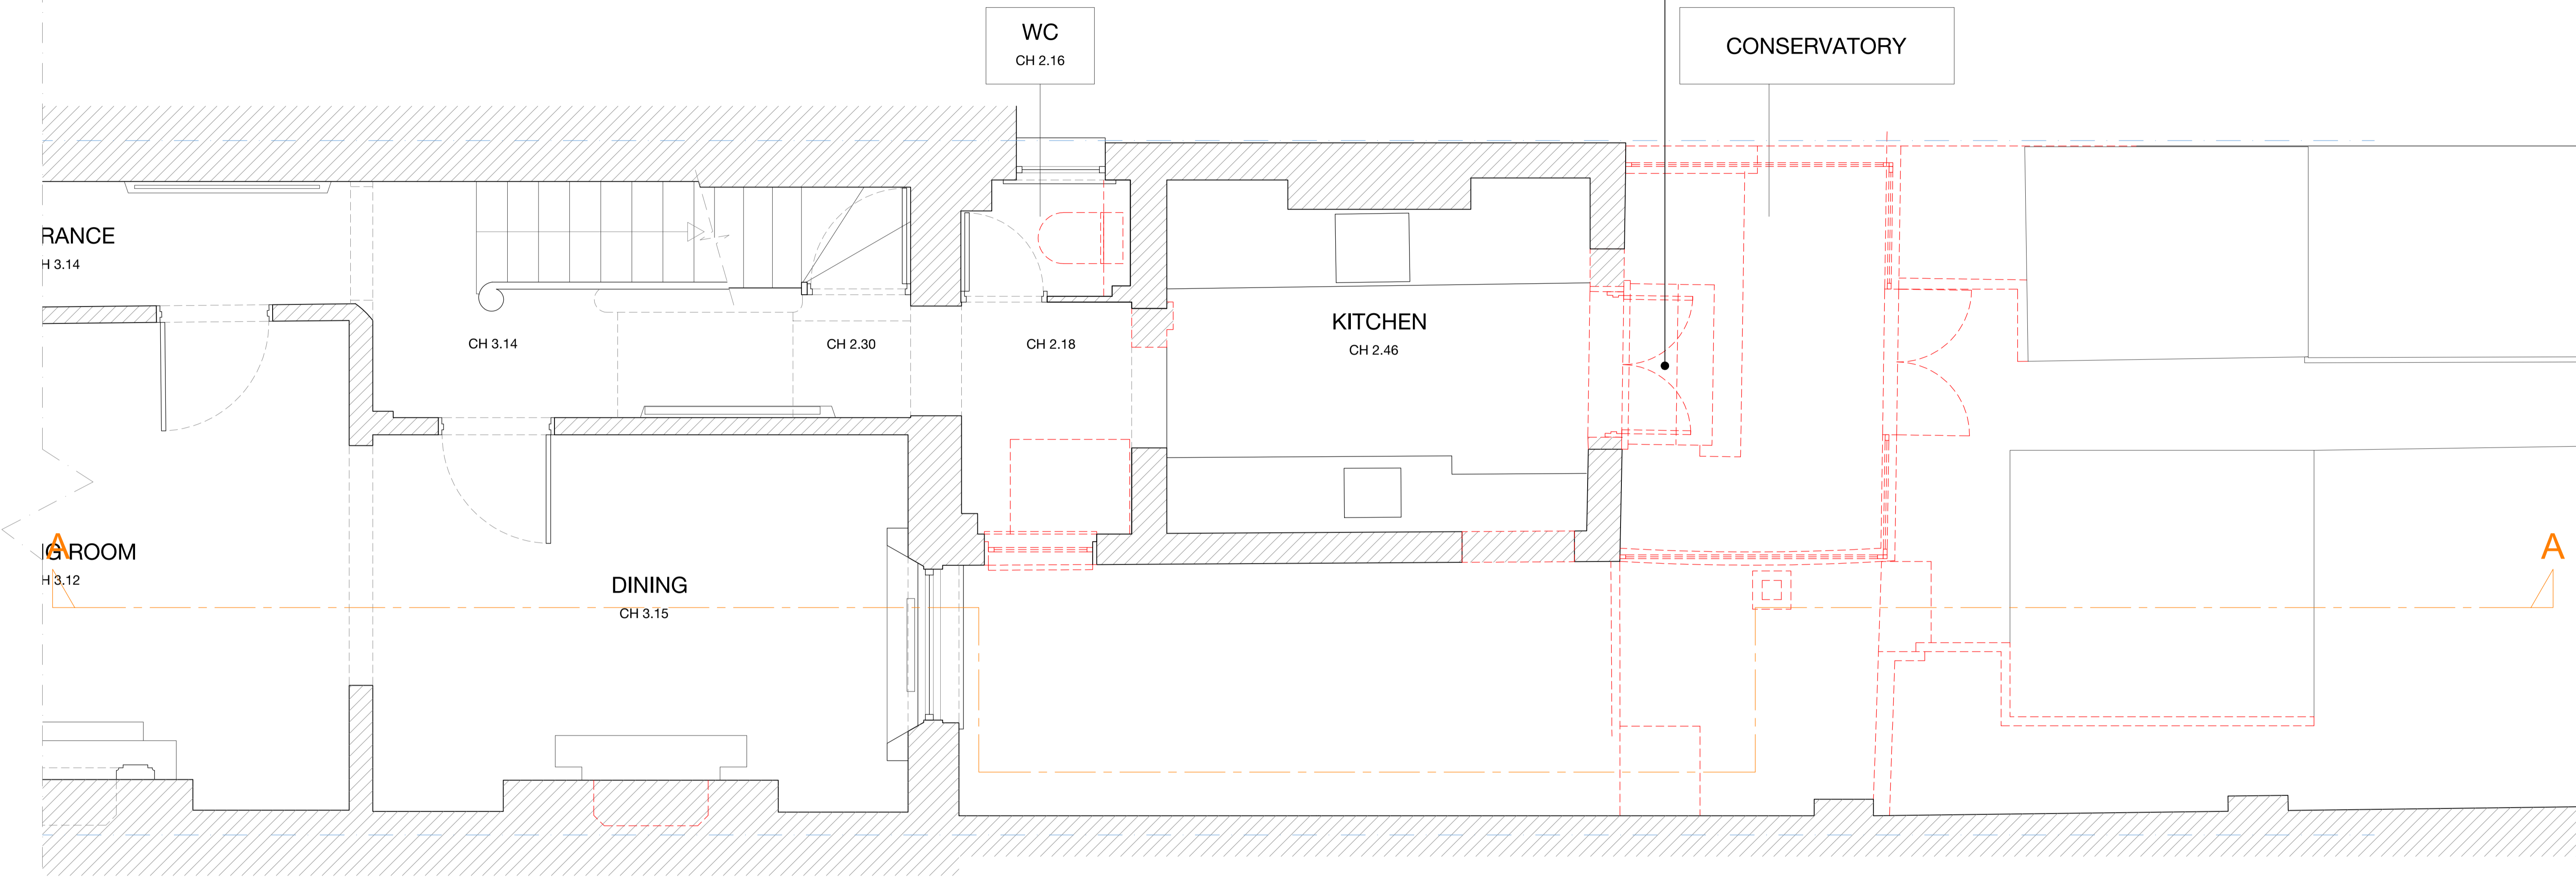 WC
CH 2.16
CONSERVATORY
RANCE
H 3.14
CH 3.14
CH 2.30
CH 2.18
KITCHEN
CH 2.46
G ROOM
H 3.12
A
DINING
CH 3.15
A